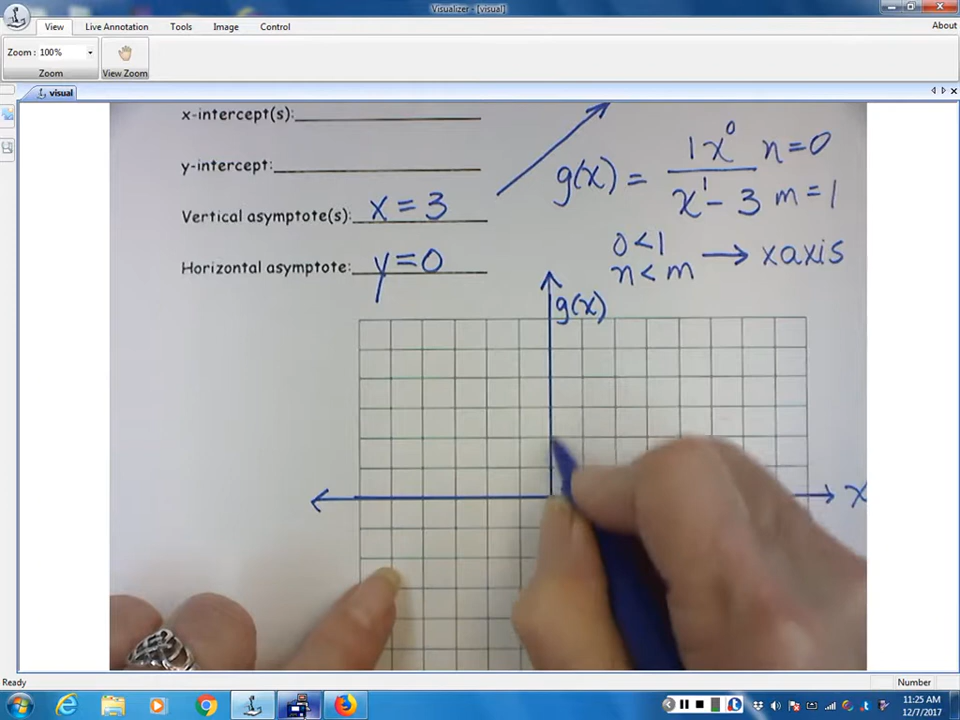 Visualizer - [visual]
View Live Annotation Tools Image Control About
Zoom : 100%
Zoom View Zoom
visual
x-intercept(s):
y-intercept:
Vertical asymptote(s): x = 3
Horizontal asymptote: y = 0
g(x) = 1x⁰ / x¹ - 3
n = 0
m = 1
0 < 1
n < m → x axis
g(x)
x
Ready Number
11:25 AM
12/7/2017